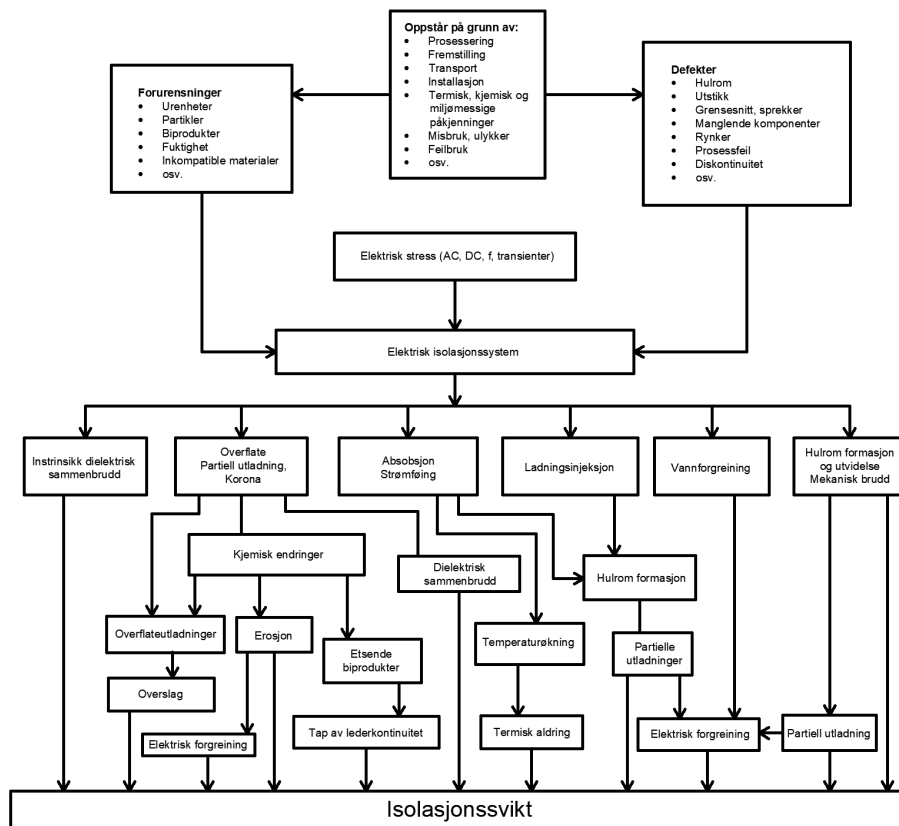 Oppstår på grunn av:
• Prosessering
• Fremstilling
• Transport
• Installasjon
• Termisk, kjemisk og
miljømessige
påkjenninger
• Misbruk, ulykker
• Feilbruk
• osv.
Forurensninger
• Urenheter
• Partikler
• Biprodukter
• Fuktighet
• Inkompatible materialer
• osv.
Defekter
• Hulrom
• Utstikk
• Grensesnitt, sprekker
• Manglende komponenter
• Rynker
• Prosessfeil
• Diskontinuitet
• osv.
Elektrisk stress (AC, DC, f, transienter)
Elektrisk isolasjonssystem
Instrinsikk dielektrisk
sammenbrudd
Overflate
Partiell utladning,
Korona
Absobsjon
Strømføing
Ladningsinjeksjon
Vannforgreining
Hulrom formasjon
og utvidelse
Mekanisk brudd
Kjemisk endringer
Dielektrisk
sammenbrudd
Hulrom formasjon
Overflateutladninger
Erosjon
Etsende
biprodukter
Temperaturøkning
Partielle
utladninger
Overslag
Elektrisk forgreining
Tap av lederkontinuitet
Termisk aldring
Elektrisk forgreining
Partiell utladning
Isolasjonssvikt